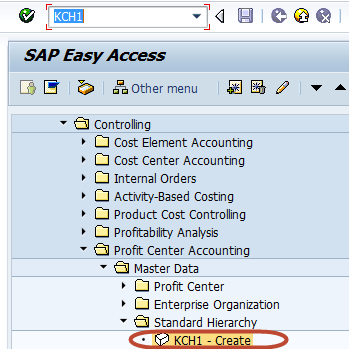 KCH1
SAP Easy Access
Other menu
Controlling
Cost Element Accounting
Cost Center Accounting
Internal Orders
Activity-Based Costing
Product Cost Controlling
Profitability Analysis
Profit Center Accounting
Master Data
Profit Center
Enterprise Organization
Standard Hierarchy
KCH1 - Create